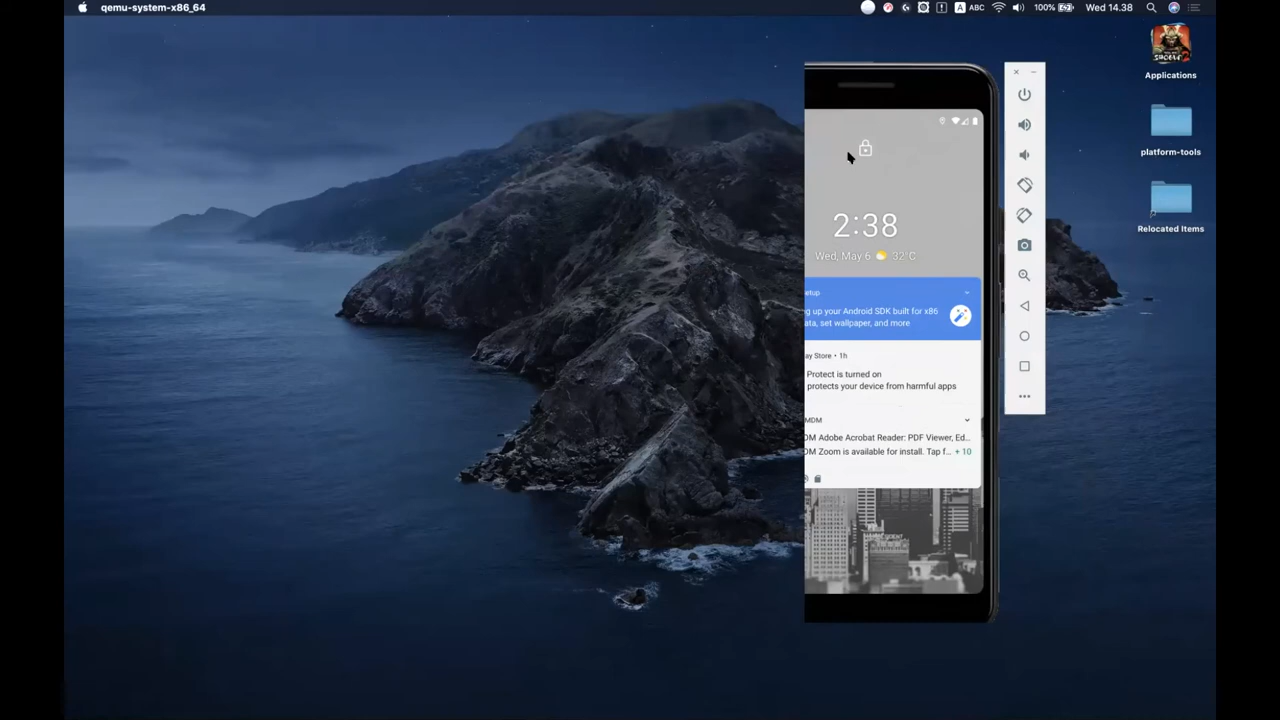 qemu-system-x86_64
A ABC 100% Wed 14.38
Applications
platform-tools
Relocated Items
2:38
Wed, May 6 32°C
etup
g up your Android SDK built for x86
ata, set wallpaper, and more
ay Store • 1h
Protect is turned on
protects your device from harmful apps
MDM
DM Adobe Acrobat Reader: PDF Viewer, Ed...
DM Zoom is available for install. Tap f... + 10